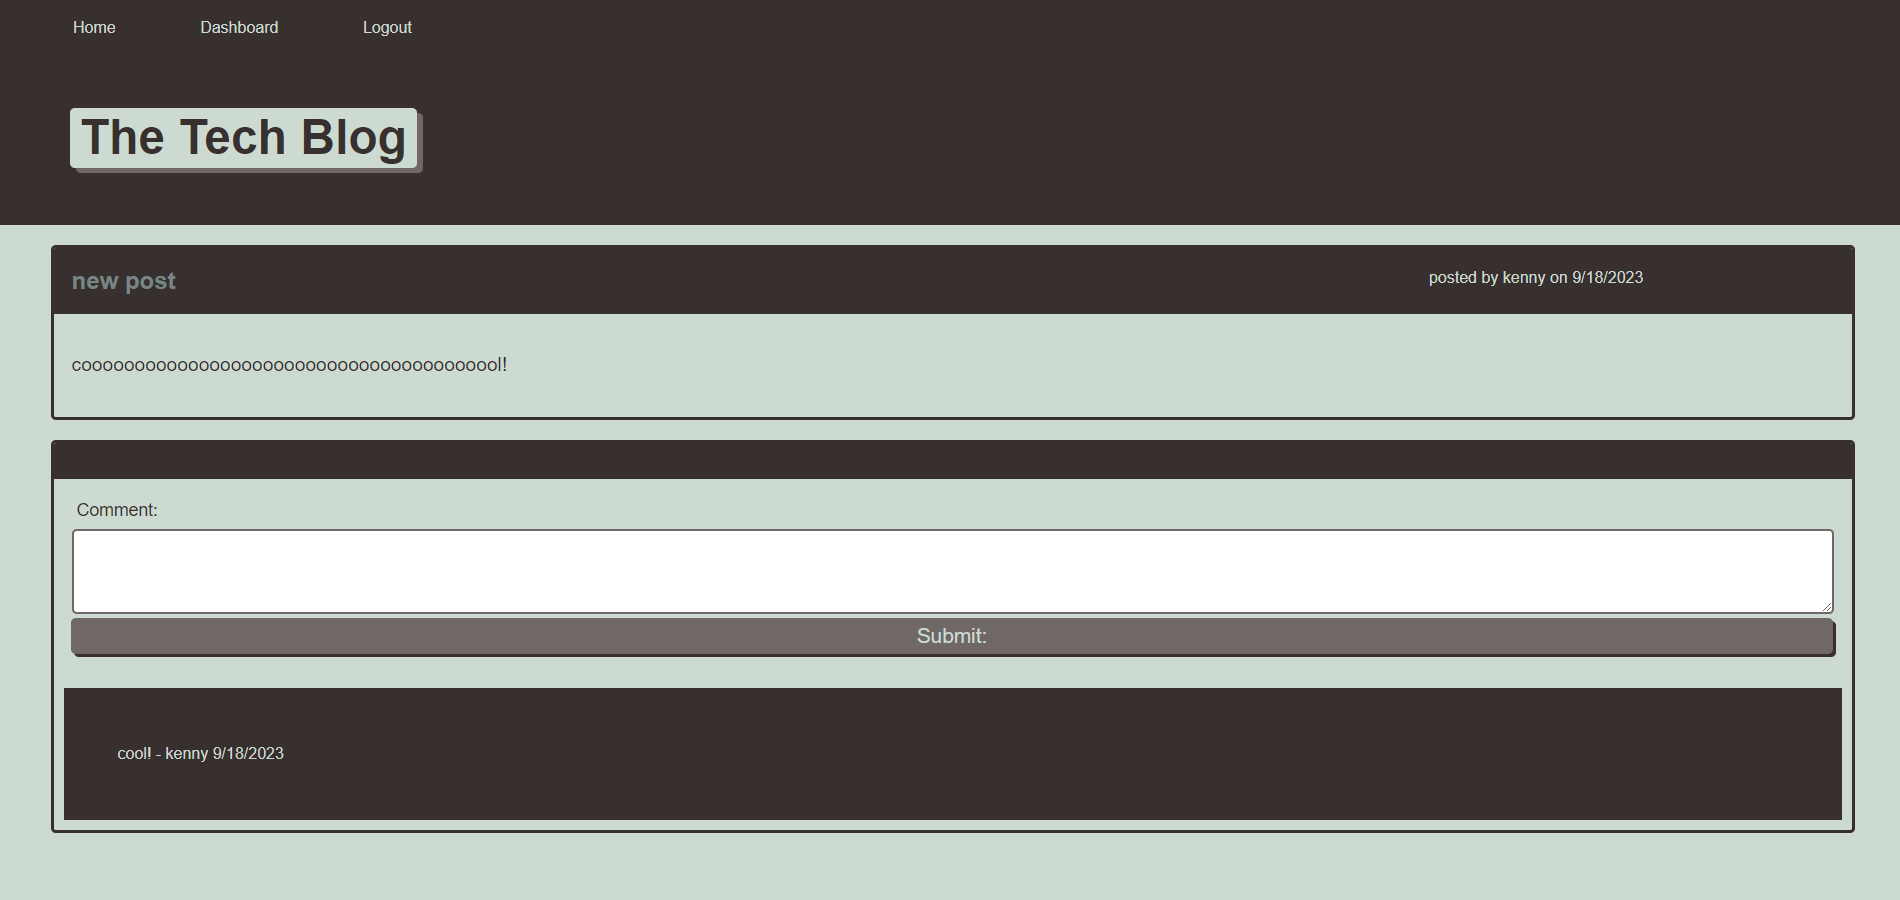 Home Dashboard Logout
The Tech Blog
new post
posted by kenny on 9/18/2023
coooooooooooooooooooooooooooooooooooooool!
Comment:
Submit:
cool! - kenny 9/18/2023